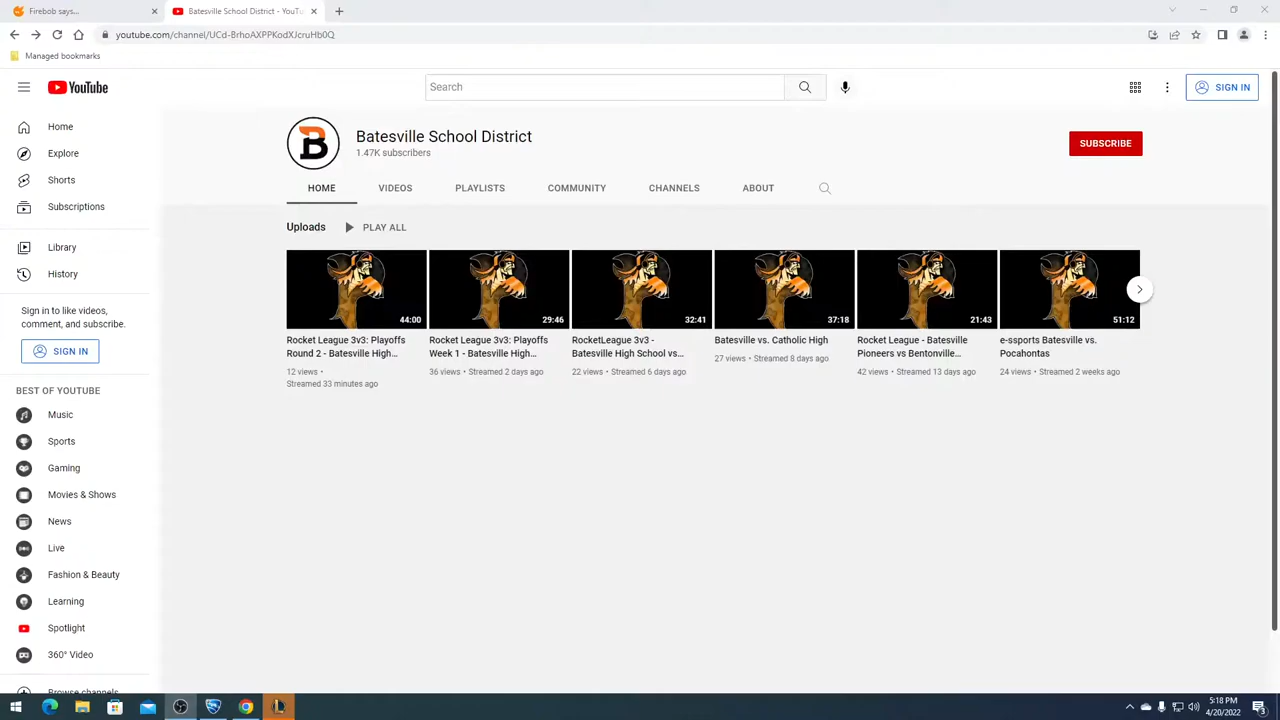 Firebob says...
Batesville School District - YouTu
youtube.com/channel/UCd-BrhoAXPPKodXJcruHb0Q
Managed bookmarks
YouTube
Search
SIGN IN
Home
Explore
Shorts
Subscriptions
Library
History
Sign in to like videos,
comment, and subscribe.
SIGN IN
BEST OF YOUTUBE
Music
Sports
Gaming
Movies & Shows
News
Live
Fashion & Beauty
Learning
Spotlight
360° Video
Browse channels
B
Batesville School District
1.47K subscribers
SUBSCRIBE
HOME VIDEOS PLAYLISTS COMMUNITY CHANNELS ABOUT
Uploads PLAY ALL
44:00
Rocket League 3v3: Playoffs
Round 2 - Batesville High...
12 views •
Streamed 33 minutes ago
29:46
Rocket League 3v3: Playoffs
Week 1 - Batesville High...
36 views • Streamed 2 days ago
32:41
RocketLeague 3v3 -
Batesville High School vs...
22 views • Streamed 6 days ago
37:18
Batesville vs. Catholic High
27 views • Streamed 8 days ago
21:43
Rocket League - Batesville
Pioneers vs Bentonville...
42 views • Streamed 13 days ago
51:12
e-ssports Batesville vs.
Pocahontas
24 views • Streamed 2 weeks ago
5:18 PM
4/20/2022
3